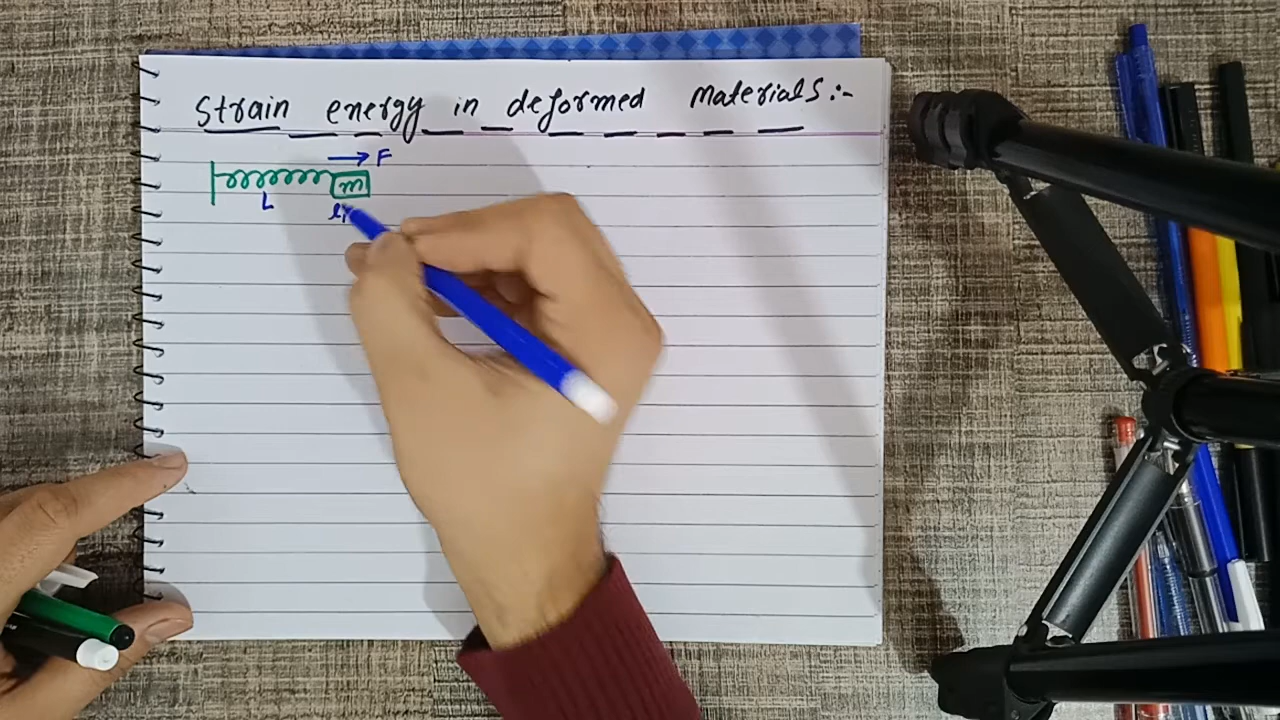 Strain energy in deformed materials :-
F
m
L